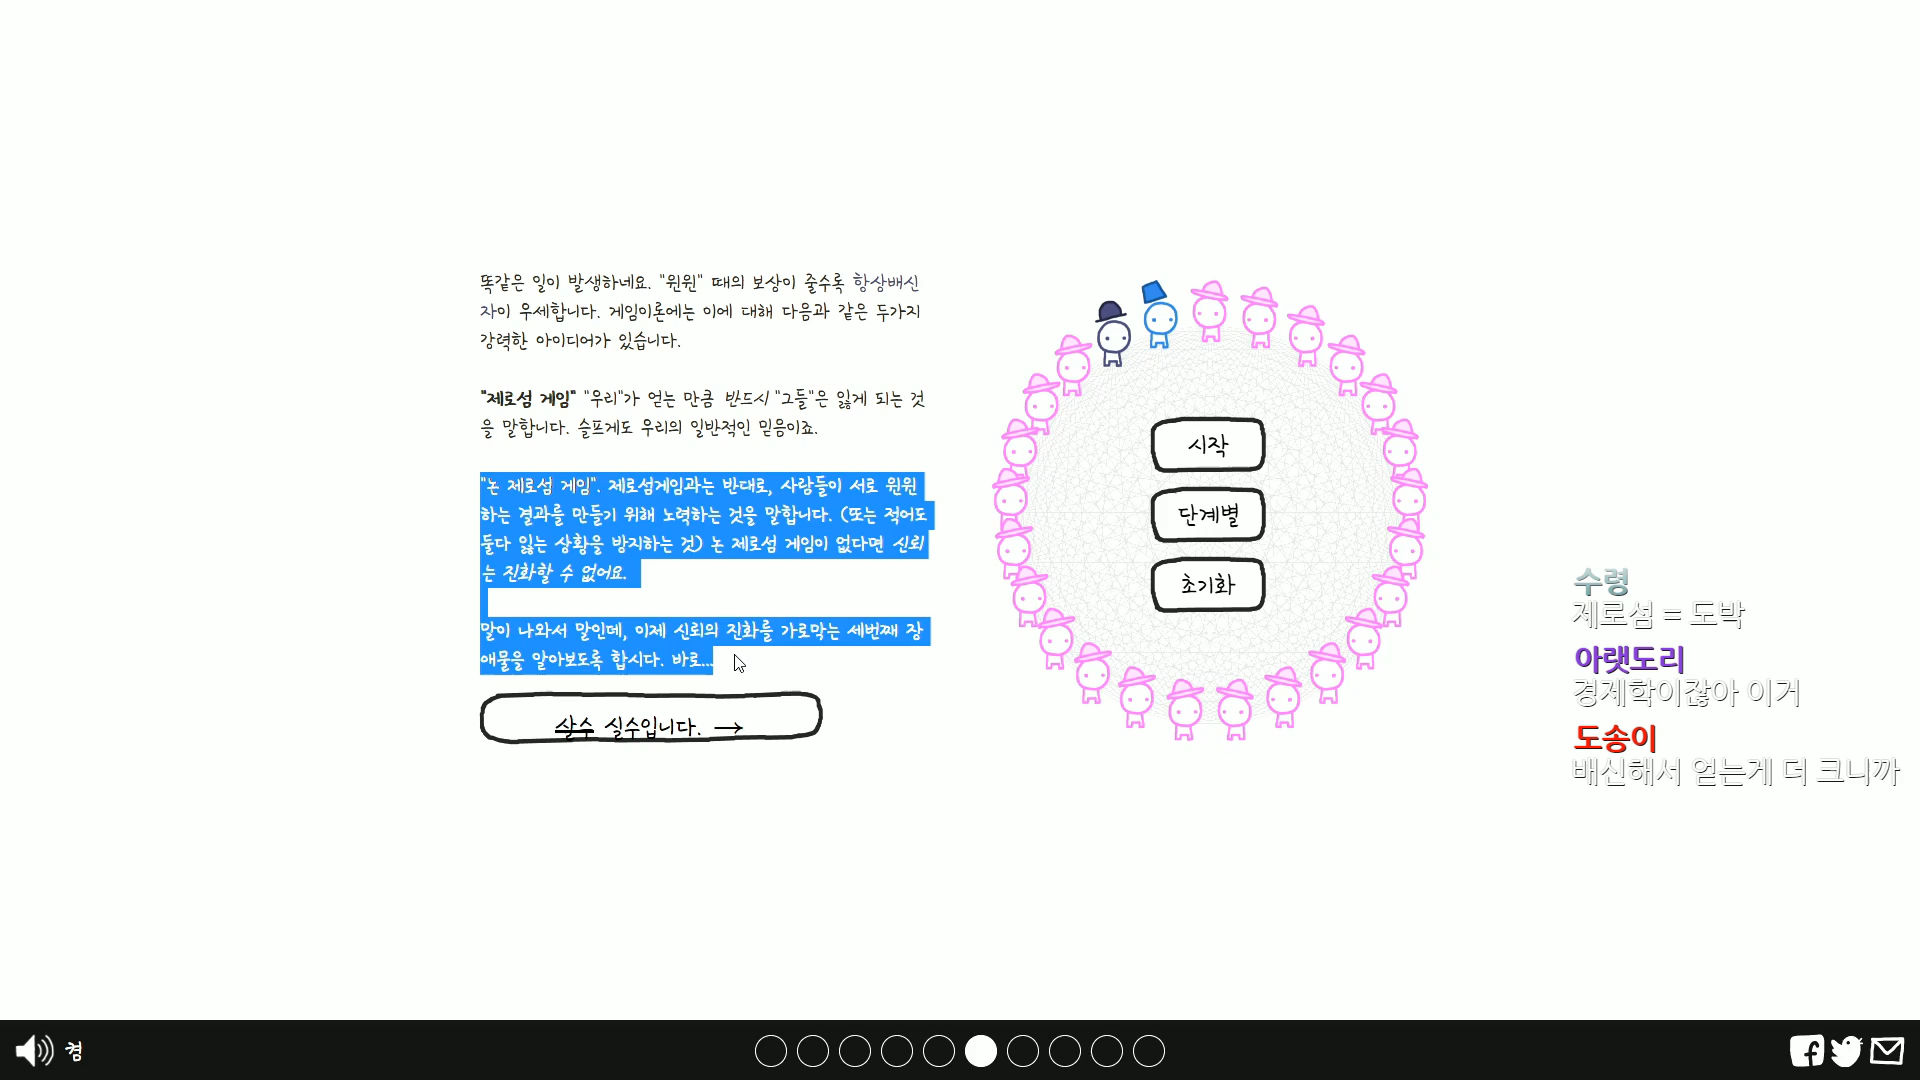 똑같은 일이 발생하네요. "윈윈" 때의 보상이 줄수록 항상배신
자이 우세합니다. 게임이론에는 이에 대해 다음과 같은 두가지
강력한 아이디어가 있습니다.
"제로섬 게임" "우리"가 얻는 만큼 반드시 "그들"은 잃게 되는 것
을 말합니다. 슬프게도 우리의 일반적인 믿음이죠.
"논 제로섬 게임". 제로섬게임과는 반대로, 사람들이 서로 윈윈
하는 결과를 만들기 위해 노력하는 것을 말합니다. (또는 적어도
둘다 잃는 상황을 방지하는 것) 논 제로섬 게임이 없다면 신뢰
는 진화할 수 없어요.
말이 나와서 말인데, 이제 신뢰의 진화를 가로막는 세번째 장
애물을 알아보도록 합시다. 바로...
살수 실수입니다. →
시작
단계별
초기화
수령
제로섬 = 도박
아랫도리
경제학이잖아 이거
도송이
배신해서 얻는게 더 크니까
켬